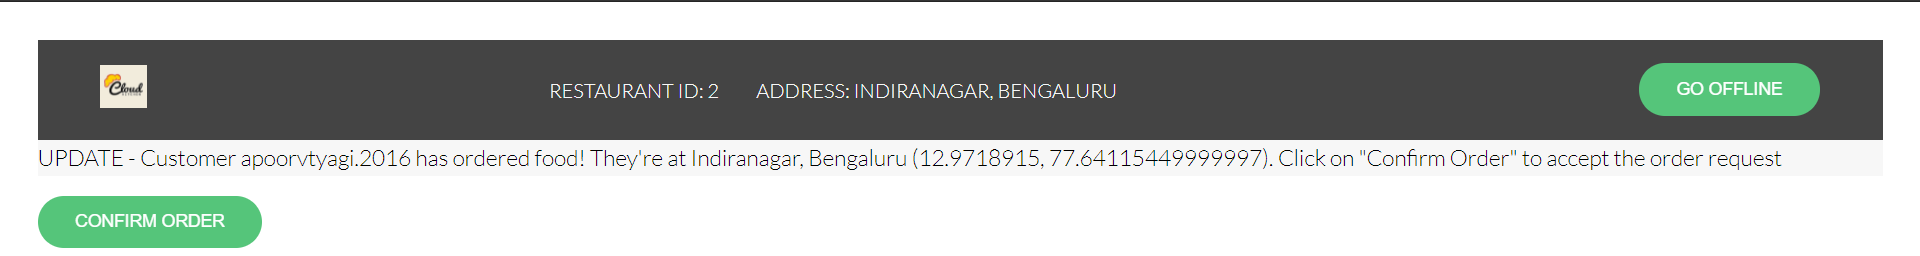 Cloud
RESTAURANT ID: 2 ADDRESS: INDIRANAGAR, BENGALURU
GO OFFLINE
UPDATE - Customer apoorvtyagi.2016 has ordered food! They're at Indiranagar, Bengaluru (12.9718915, 77.64115449999997). Click on "Confirm Order" to accept the order request
CONFIRM ORDER